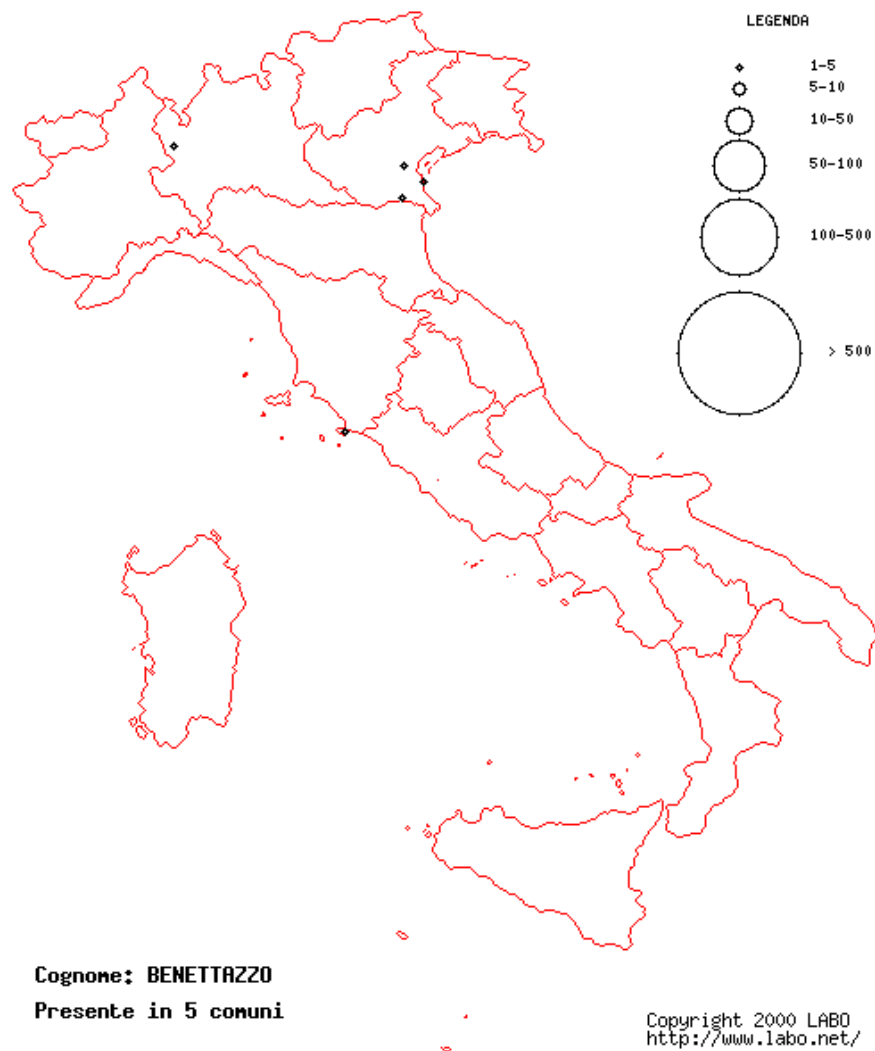 LEGENDA
1-5
5-10
10-50
50-100
100-500
> 500
Cognome: BENETTAZZO
Presente in 5 comuni
Copyright 2000 LABO
http://www.labo.net/